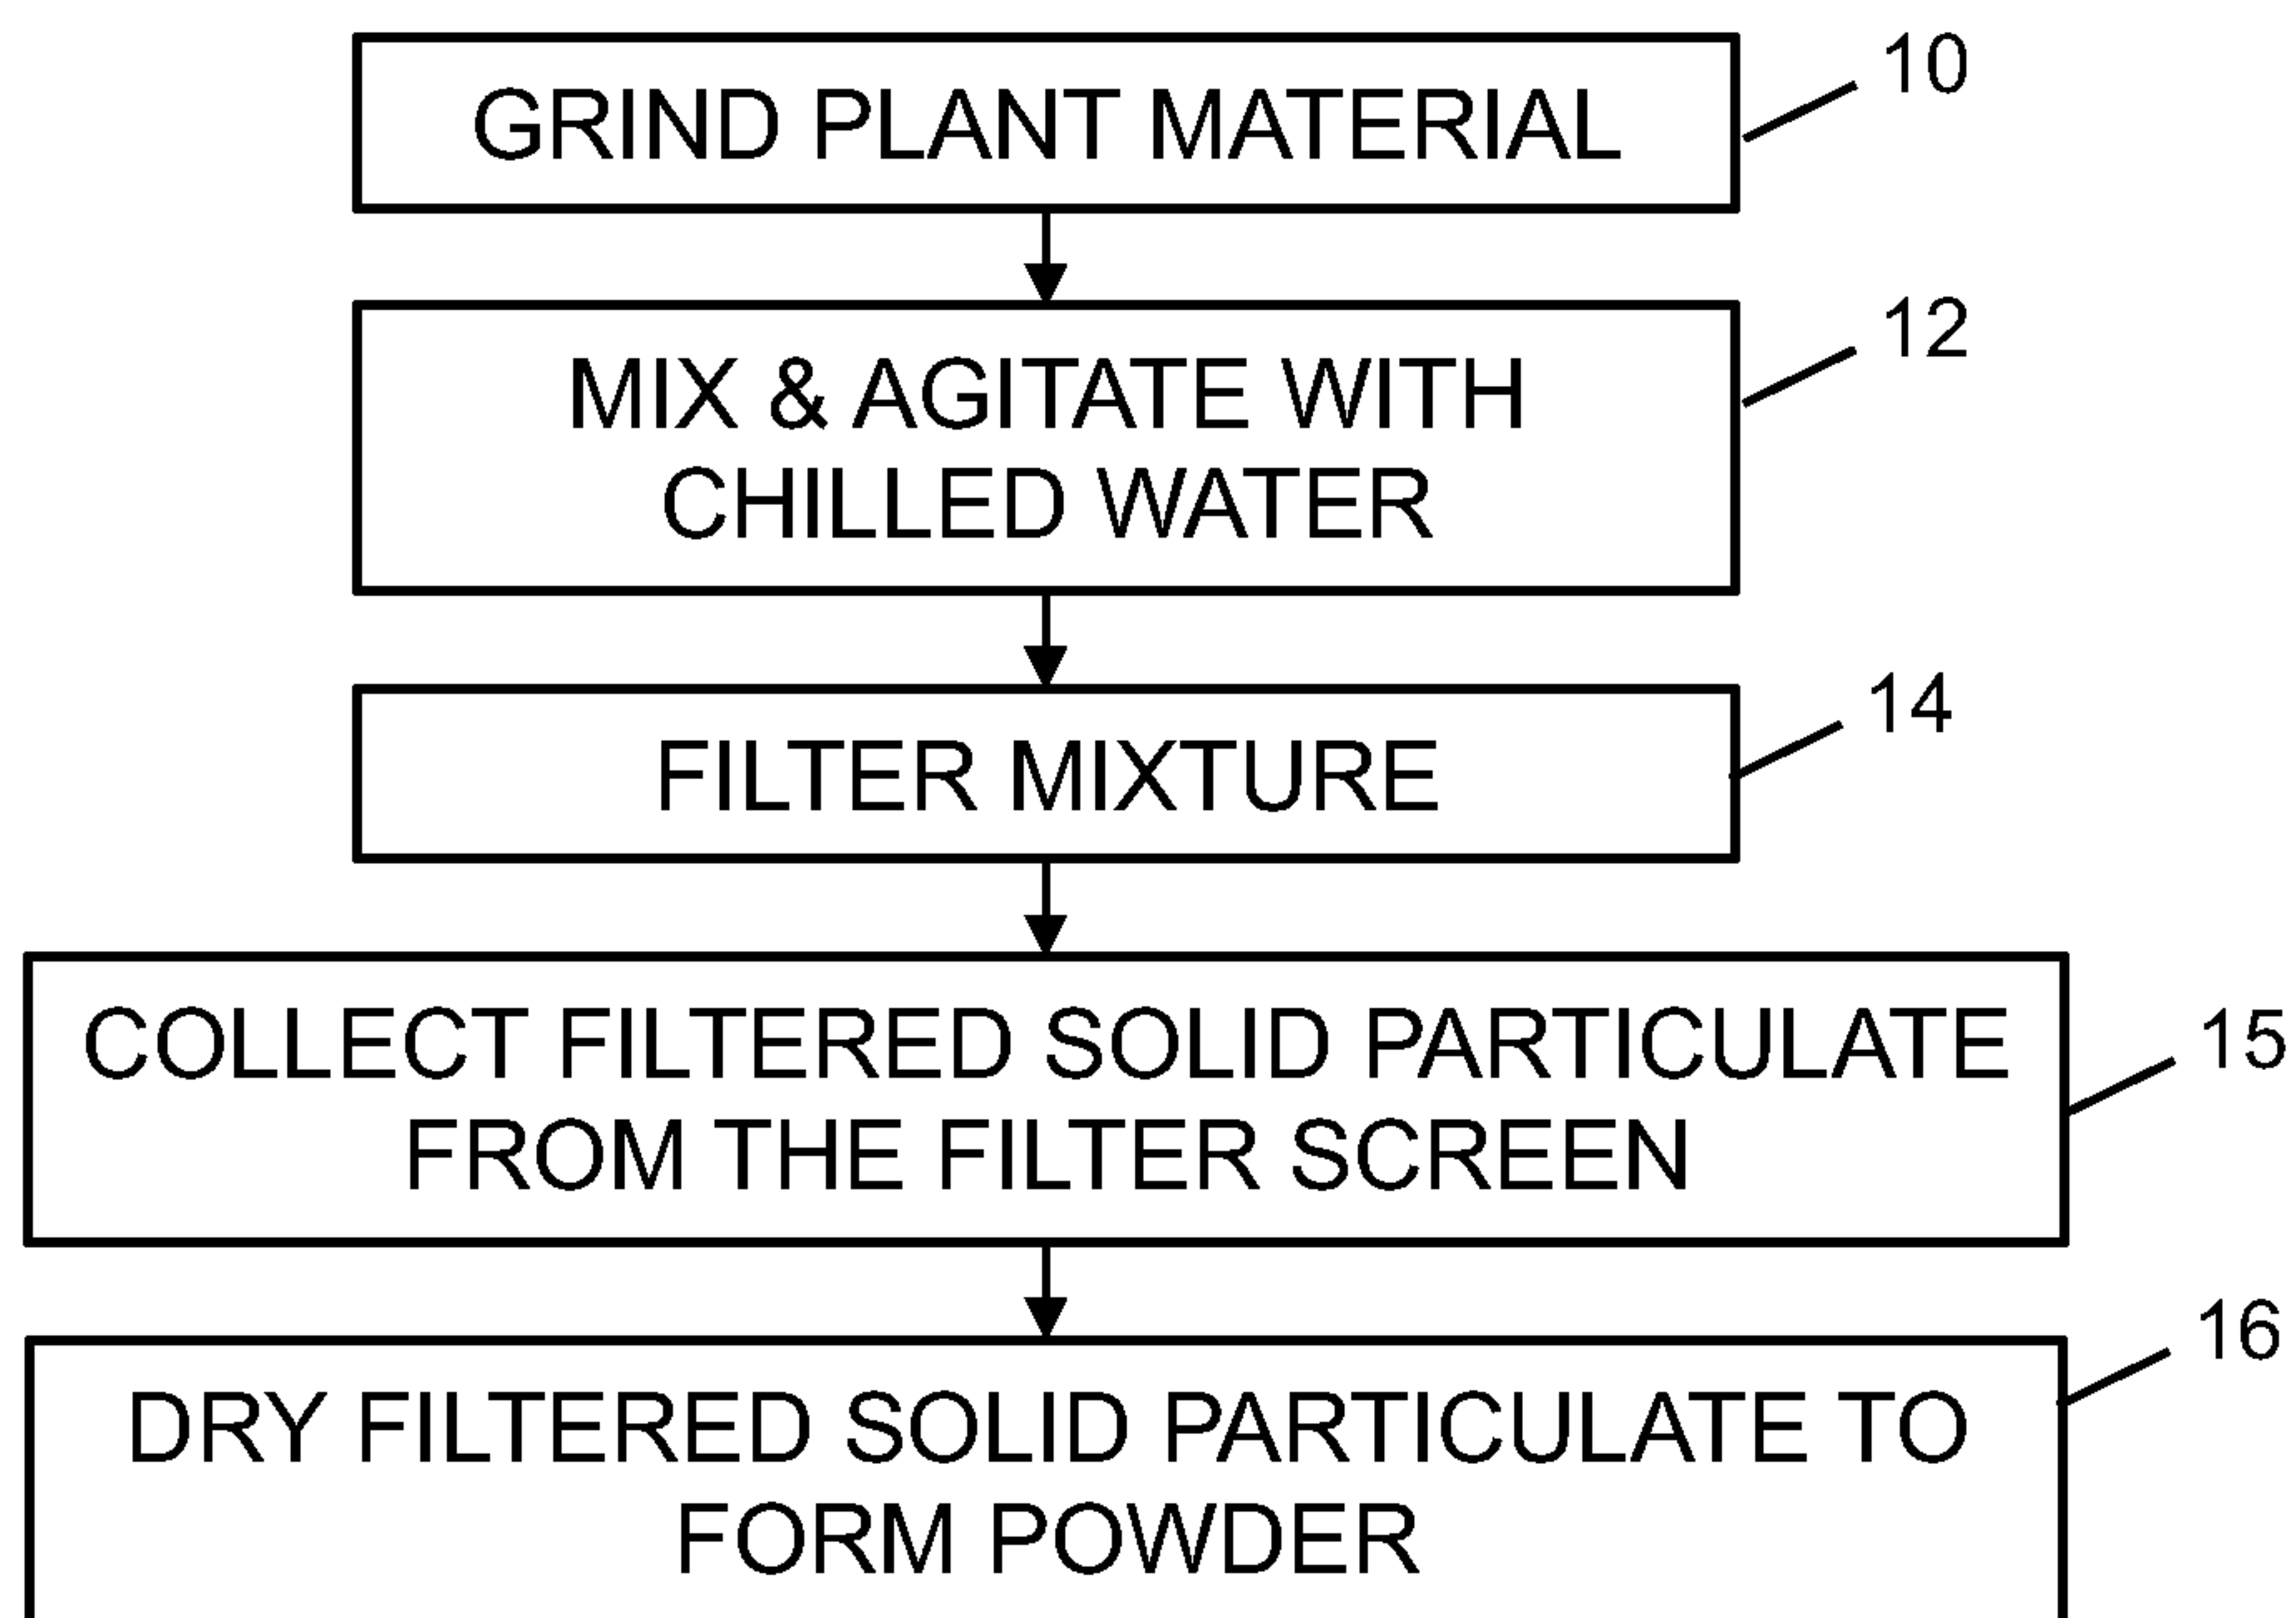 GRIND PLANT MATERIAL
10
MIX & AGITATE WITH
CHILLED WATER
12
FILTER MIXTURE
14
COLLECT FILTERED SOLID PARTICULATE
FROM THE FILTER SCREEN
15
DRY FILTERED SOLID PARTICULATE TO
FORM POWDER
16